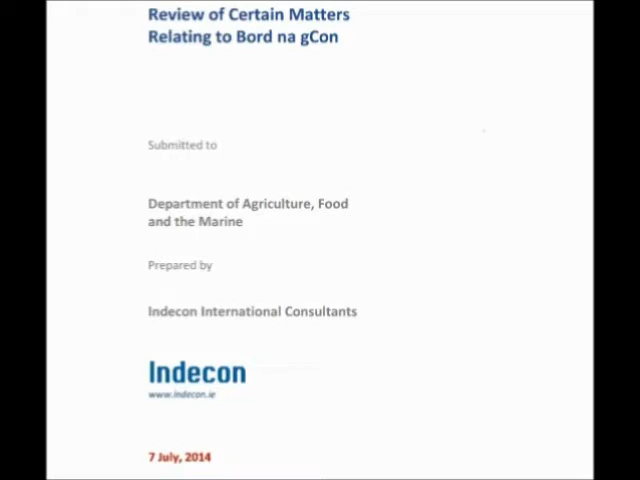 Review of Certain Matters
Relating to Bord na gCon
Submitted to
Department of Agriculture, Food
and the Marine
Prepared by
Indecon International Consultants
Indecon
www.indecon.ie
7 July, 2014